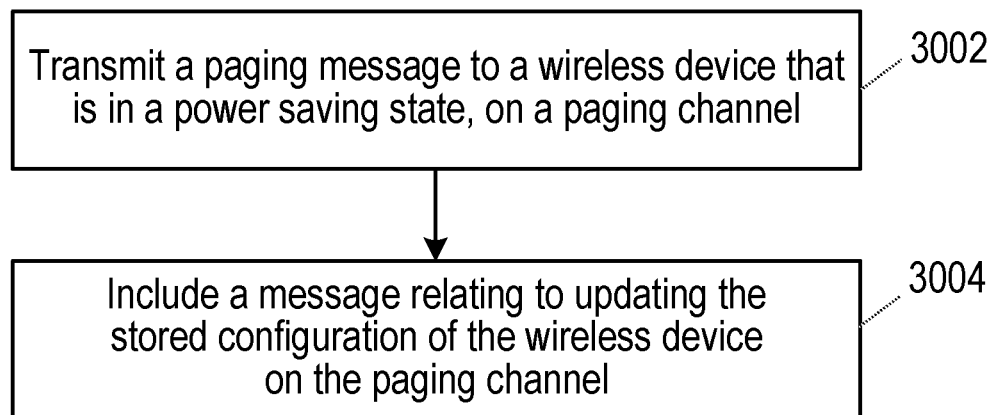 Transmit a paging message to a wireless device that
is in a power saving state, on a paging channel
3002
Include a message relating to updating the
stored configuration of the wireless device
on the paging channel
3004